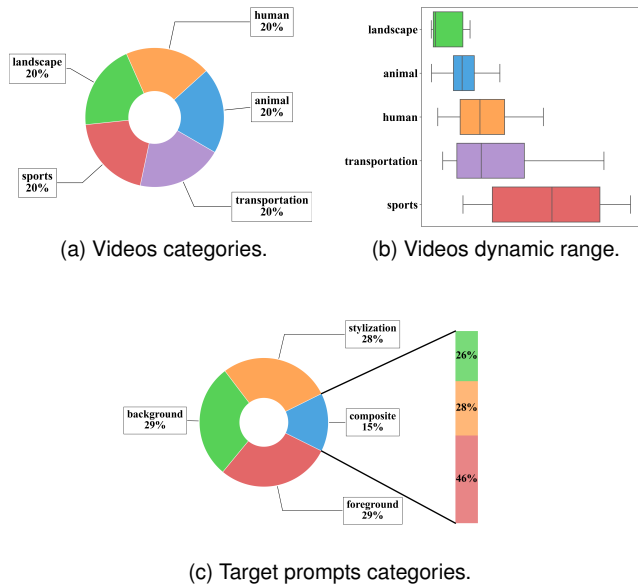 human
20%
landscape
20%
animal
20%
sports
20%
transportation
20%
(a) Videos categories.
landscape
animal
human
transportation
sports
(b) Videos dynamic range.
stylization
28%
background
29%
composite
15%
foreground
29%
26%
28%
46%
(c) Target prompts categories.